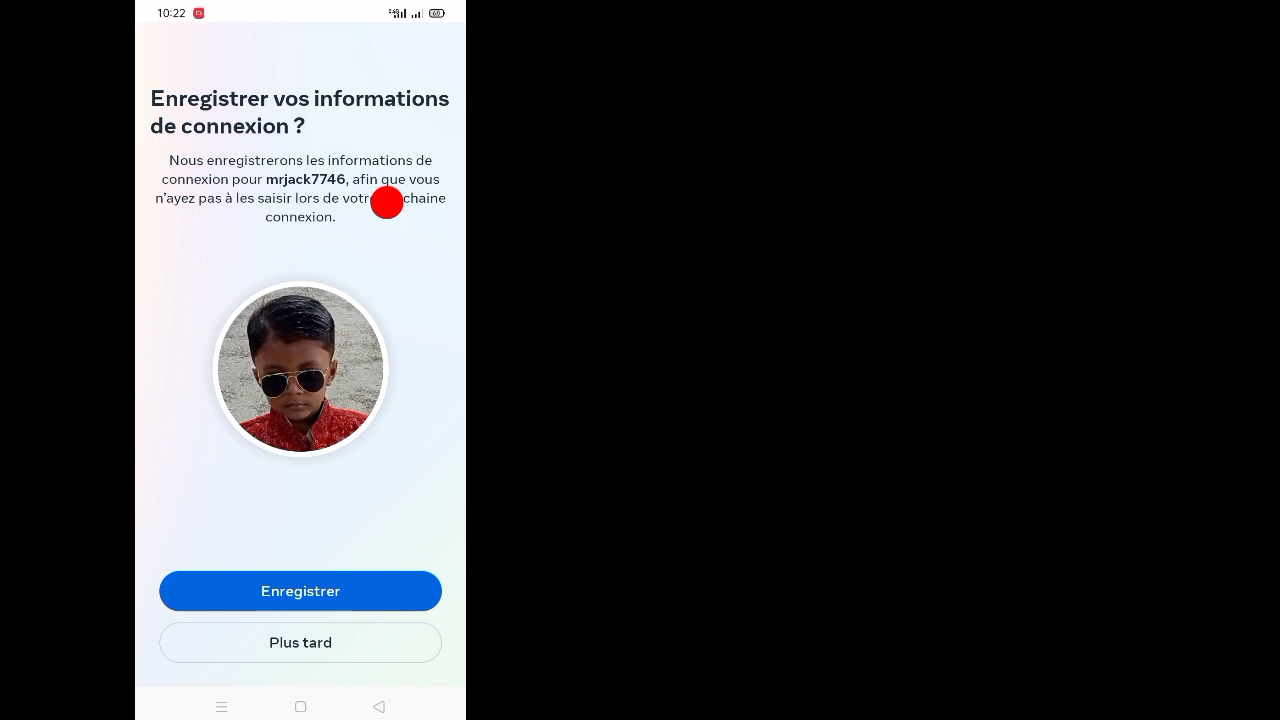 10:22
Enregistrer vos informations
de connexion ?
Nous enregistrerons les informations de
connexion pour mrjack7746, afin que vous
n'ayez pas à les saisir lors de chaine
connexion.
Enregistrer
Plus tard